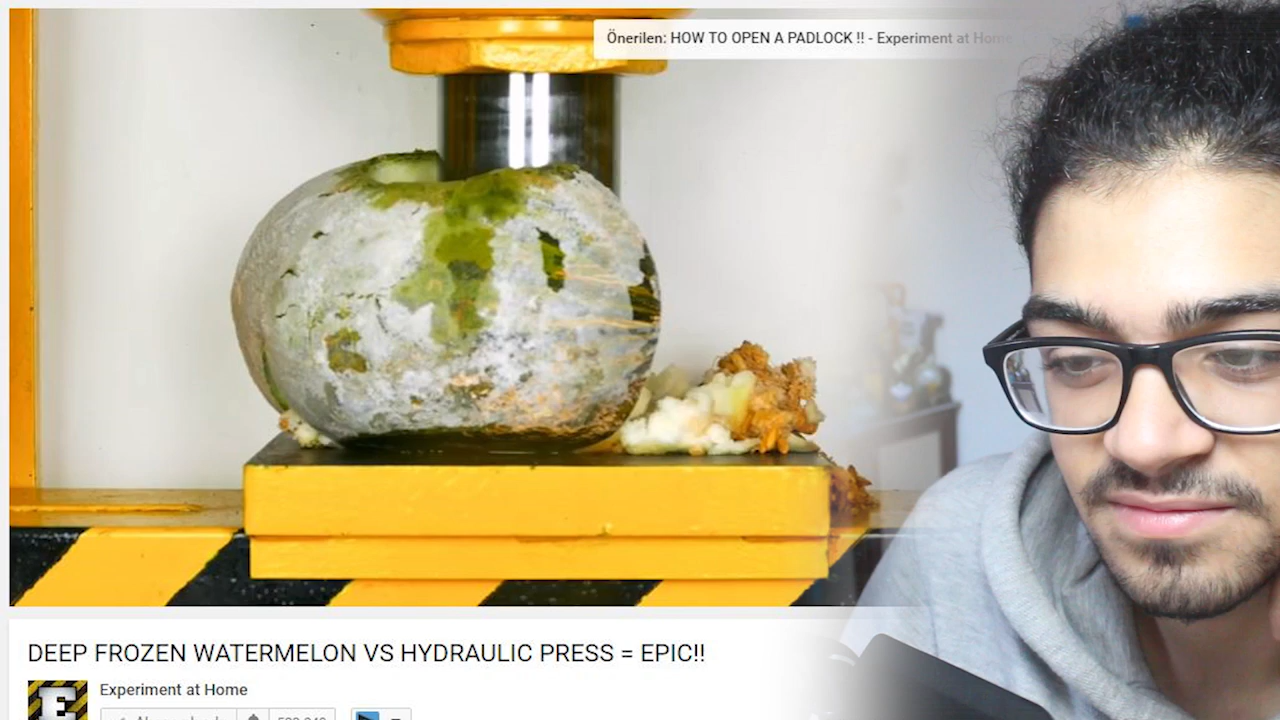 Önerilen: HOW TO OPEN A PADLOCK !! - Experiment at Home
DEEP FROZEN WATERMELON VS HYDRAULIC PRESS = EPIC!!
E
Experiment at Home